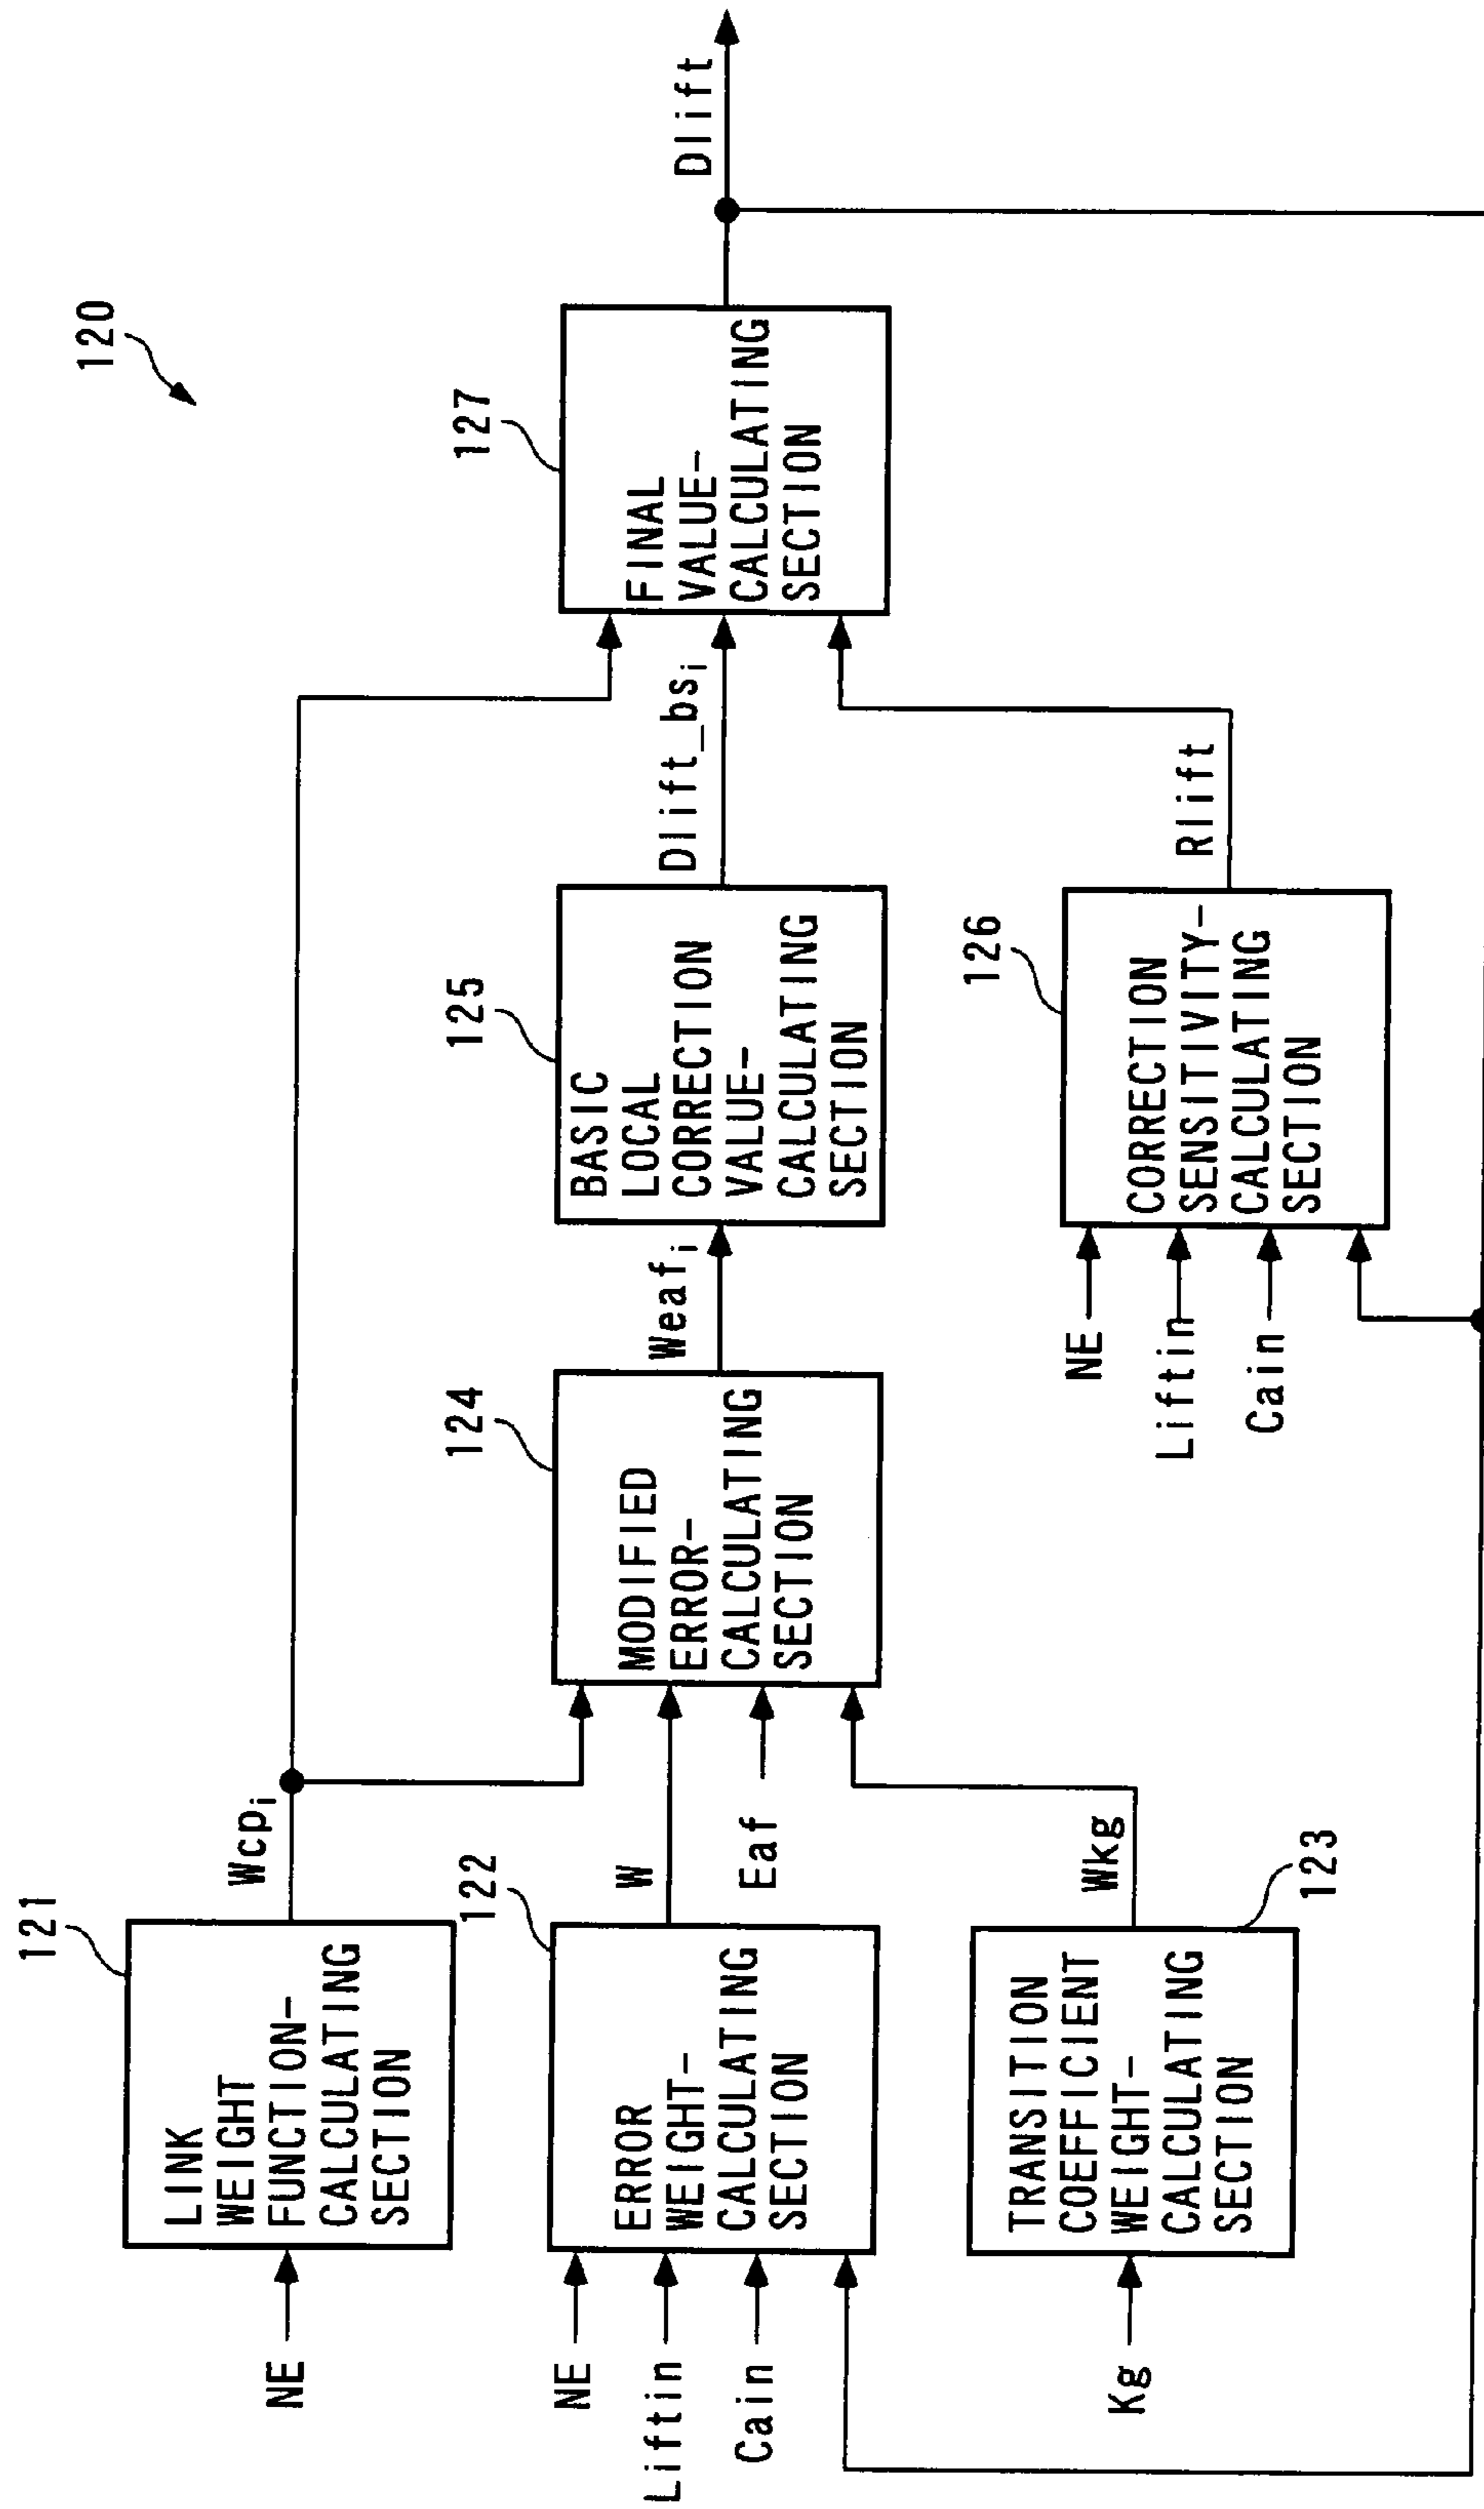 120
121
LINK
WEIGHT
FUNCTION-
CALCULATING
SECTION
NE
Wcpi
122
ERROR
WEIGHT-
CALCULATING
SECTION
NE
Liftin
Cain
W
Eaf
123
TRANSITION
COEFFICIENT
WEIGHT-
CALCULATING
SECTION
Kg
Wkg
124
MODIFIED
ERROR-
CALCULATING
SECTION
Weafi
125
BASIC
LOCAL
CORRECTION
VALUE-
CALCULATING
SECTION
Dlift_bsi
126
CORRECTION
SENSITIVITY-
CALCULATING
SECTION
NE
Liftin
Cain
Rlift
127
FINAL
VALUE-
CALCULATING
SECTION
Dlift